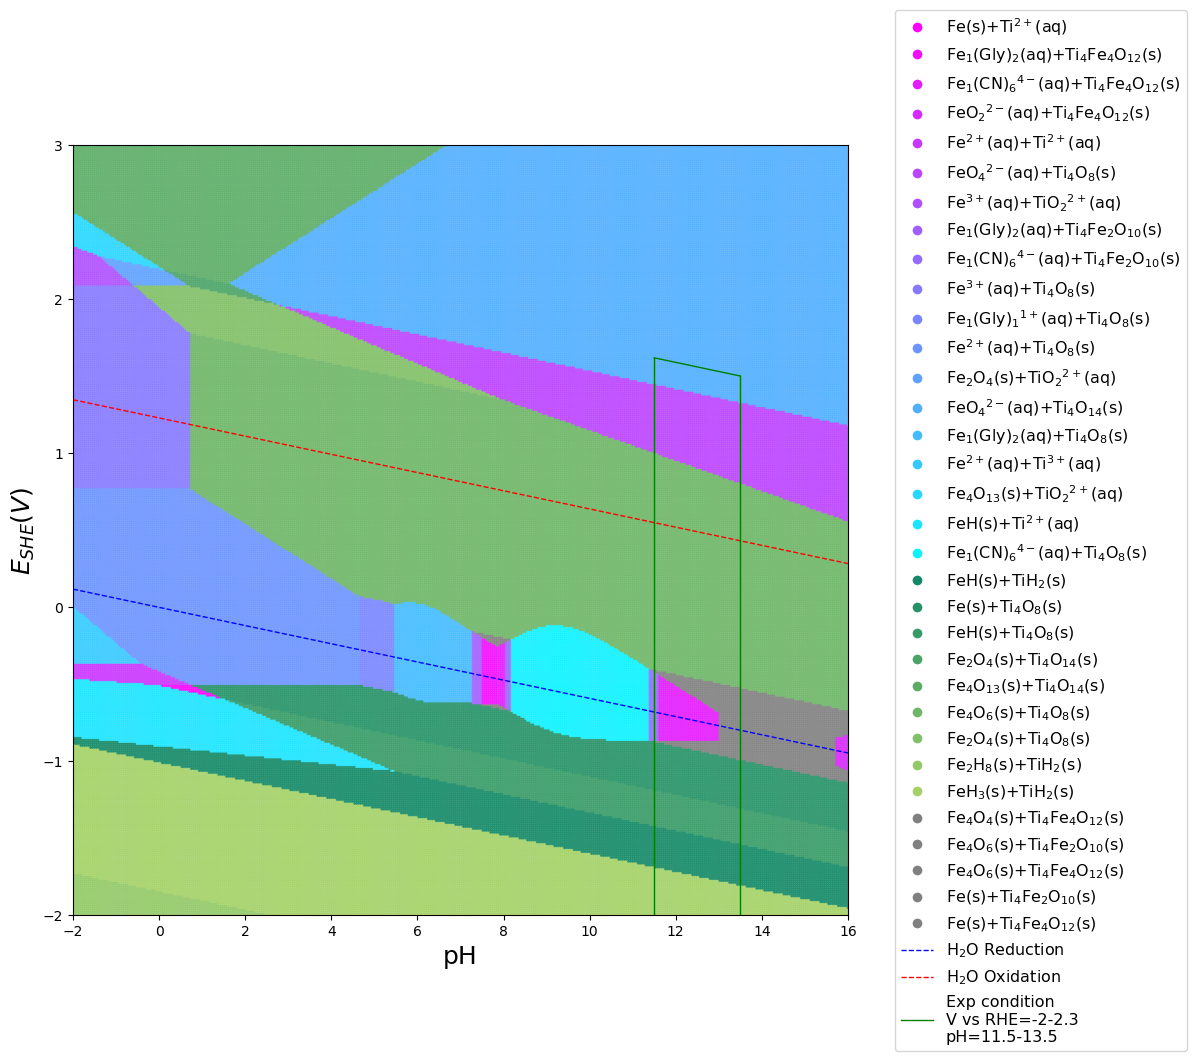 3
2
1
0
−1
−2
E_{SHE}(V)
−2 0 2 4 6 8 10 12 14 16
pH
Fe(s)+Ti²⁺(aq)
Fe₁(Gly)₂(aq)+Ti₄Fe₄O₁₂(s)
Fe₁(CN)₆⁴⁻(aq)+Ti₄Fe₄O₁₂(s)
FeO₂²⁻(aq)+Ti₄Fe₄O₁₂(s)
Fe²⁺(aq)+Ti²⁺(aq)
FeO₄²⁻(aq)+Ti₄O₈(s)
Fe³⁺(aq)+TiO₂²⁺(aq)
Fe₁(Gly)₂(aq)+Ti₄Fe₂O₁₀(s)
Fe₁(CN)₆⁴⁻(aq)+Ti₄Fe₂O₁₀(s)
Fe³⁺(aq)+Ti₄O₈(s)
Fe₁(Gly)₁¹⁺(aq)+Ti₄O₈(s)
Fe²⁺(aq)+Ti₄O₈(s)
Fe₂O₄(s)+TiO₂²⁺(aq)
FeO₄²⁻(aq)+Ti₄O₁₄(s)
Fe₁(Gly)₂(aq)+Ti₄O₈(s)
Fe²⁺(aq)+Ti³⁺(aq)
Fe₄O₁₃(s)+TiO₂²⁺(aq)
FeH(s)+Ti²⁺(aq)
Fe₁(CN)₆⁴⁻(aq)+Ti₄O₈(s)
FeH(s)+TiH₂(s)
Fe(s)+Ti₄O₈(s)
FeH(s)+Ti₄O₈(s)
Fe₂O₄(s)+Ti₄O₁₄(s)
Fe₄O₁₃(s)+Ti₄O₁₄(s)
Fe₄O₆(s)+Ti₄O₈(s)
Fe₂O₄(s)+Ti₄O₈(s)
Fe₂H₈(s)+TiH₂(s)
FeH₃(s)+TiH₂(s)
Fe₄O₄(s)+Ti₄Fe₄O₁₂(s)
Fe₄O₆(s)+Ti₄Fe₂O₁₀(s)
Fe₄O₆(s)+Ti₄Fe₄O₁₂(s)
Fe(s)+Ti₄Fe₂O₁₀(s)
Fe(s)+Ti₄Fe₄O₁₂(s)
H₂O Reduction
H₂O Oxidation
Exp condition
V vs RHE=-2-2.3
pH=11.5-13.5